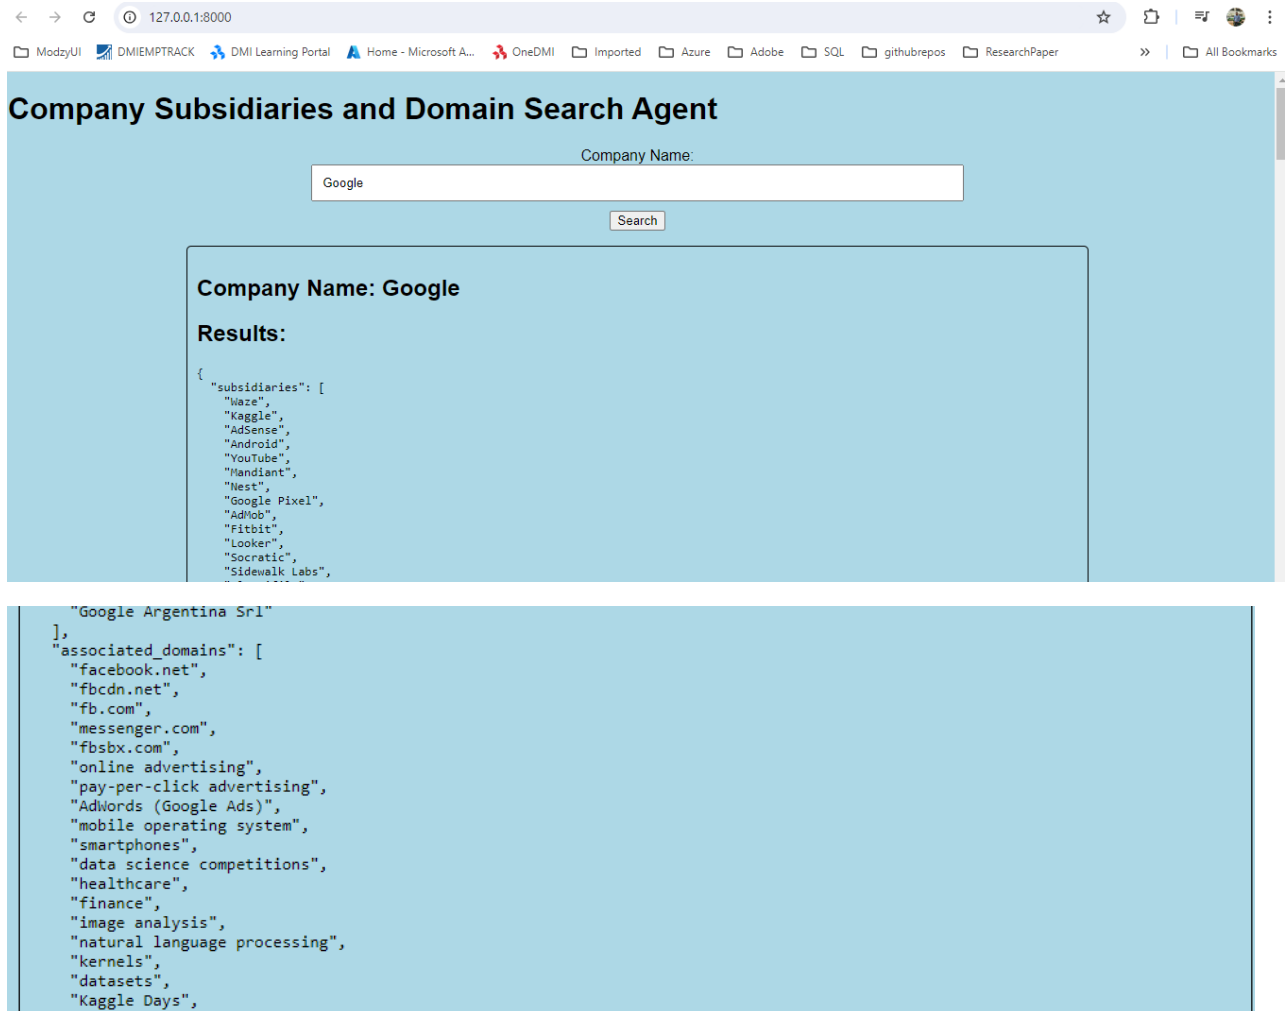 127.0.0.1:8000
ModzyUI DMIEMPTRACK DMI Learning Portal Home - Microsoft A... OneDMI Imported Azure Adobe SQL githubrepos ResearchPaper » All Bookmarks
Company Subsidiaries and Domain Search Agent
Company Name:
Google
Search
Company Name: Google
Results:
{
"subsidiaries": [
"Waze",
"Kaggle",
"AdSense",
"Android",
"YouTube",
"Mandiant",
"Nest",
"Google Pixel",
"AdMob",
"Fitbit",
"Looker",
"Socratic",
"Sidewalk Labs",
"Google Argentina Srl"
],
"associated_domains": [
"facebook.net",
"fbcdn.net",
"fb.com",
"messenger.com",
"fbsbx.com",
"online advertising",
"pay-per-click advertising",
"AdWords (Google Ads)",
"mobile operating system",
"smartphones",
"data science competitions",
"healthcare",
"finance",
"image analysis",
"natural language processing",
"kernels",
"datasets",
"Kaggle Days",